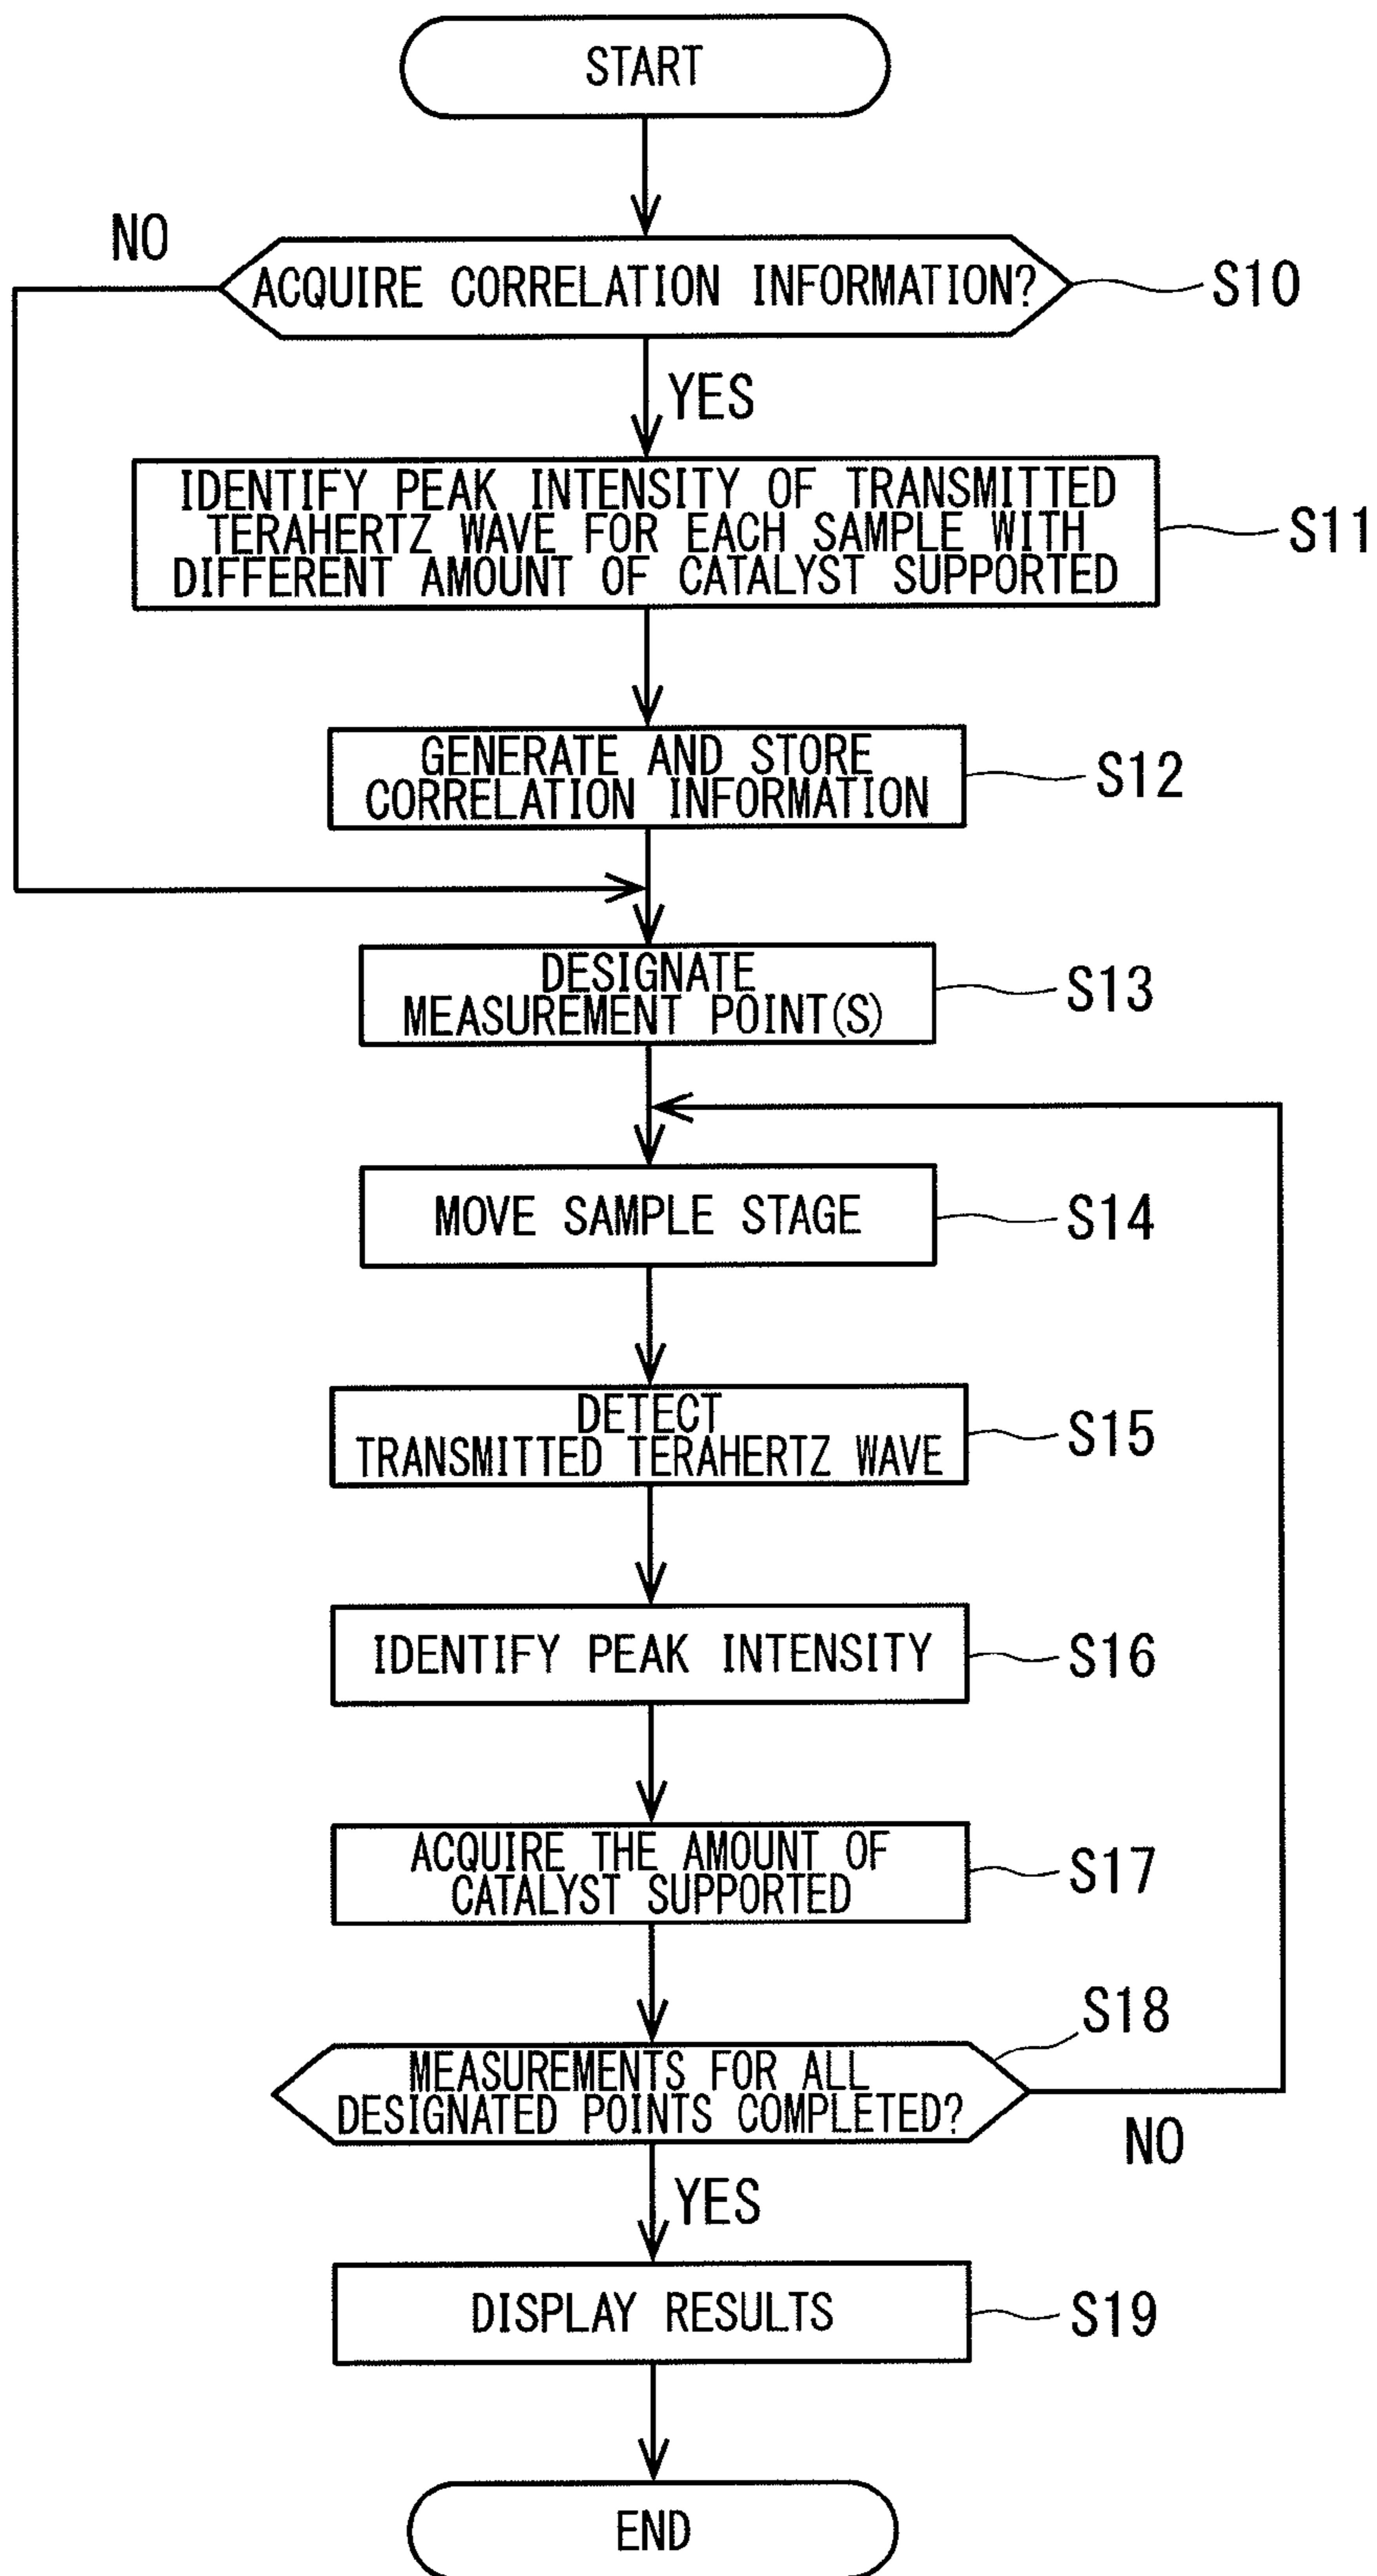 START
NO
ACQUIRE CORRELATION INFORMATION?
S10
YES
IDENTIFY PEAK INTENSITY OF TRANSMITTED
TERAHERTZ WAVE FOR EACH SAMPLE WITH
DIFFERENT AMOUNT OF CATALYST SUPPORTED
S11
GENERATE AND STORE
CORRELATION INFORMATION
S12
DESIGNATE
MEASUREMENT POINT(S)
S13
MOVE SAMPLE STAGE
S14
DETECT
TRANSMITTED TERAHERTZ WAVE
S15
IDENTIFY PEAK INTENSITY
S16
ACQUIRE THE AMOUNT OF
CATALYST SUPPORTED
S17
S18
MEASUREMENTS FOR ALL
DESIGNATED POINTS COMPLETED?
NO
YES
DISPLAY RESULTS
S19
END